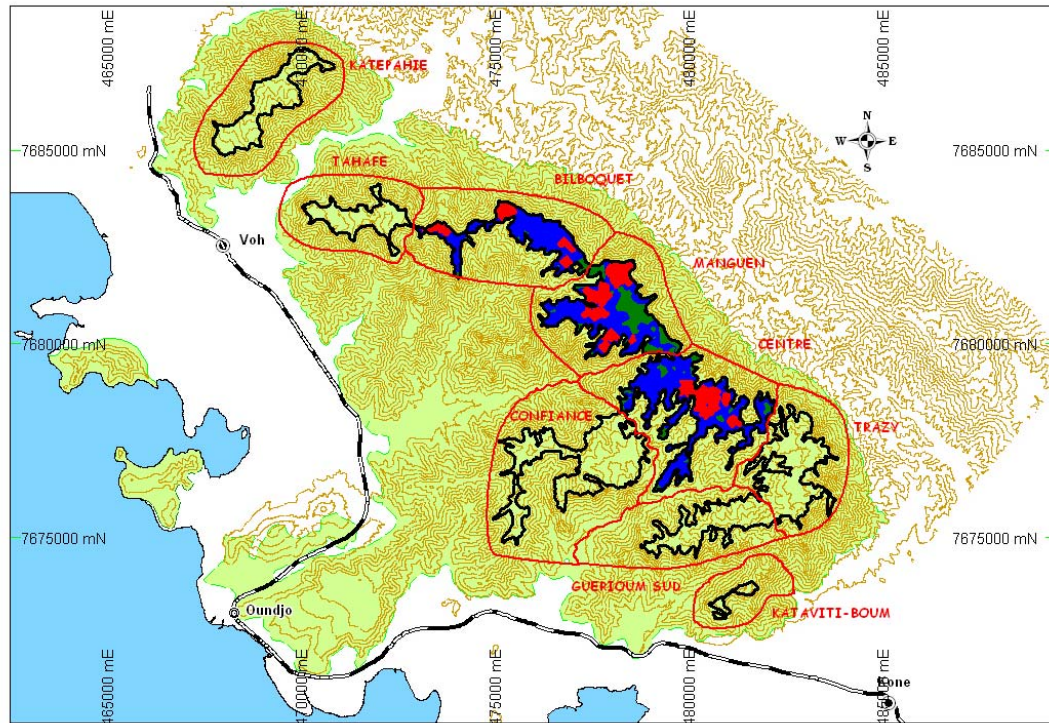 465000 mE
470000 mE
475000 mE
480000 mE
485000 mE
KATEPAHIE
N
W E
S
7685000 mN
7685000 mN
TAHAFE
BILBOQUET
Voh
MANGUEN
7680000 mN
7680000 mN
CENTRE
CONFIANCE
TRAZY
7675000 mN
7675000 mN
GUERIOUM SUD
KATAVITI-BOUM
Oundjo
465000 mE
470000 mE
475000 mE
480000 mE
485000 mE
Kone